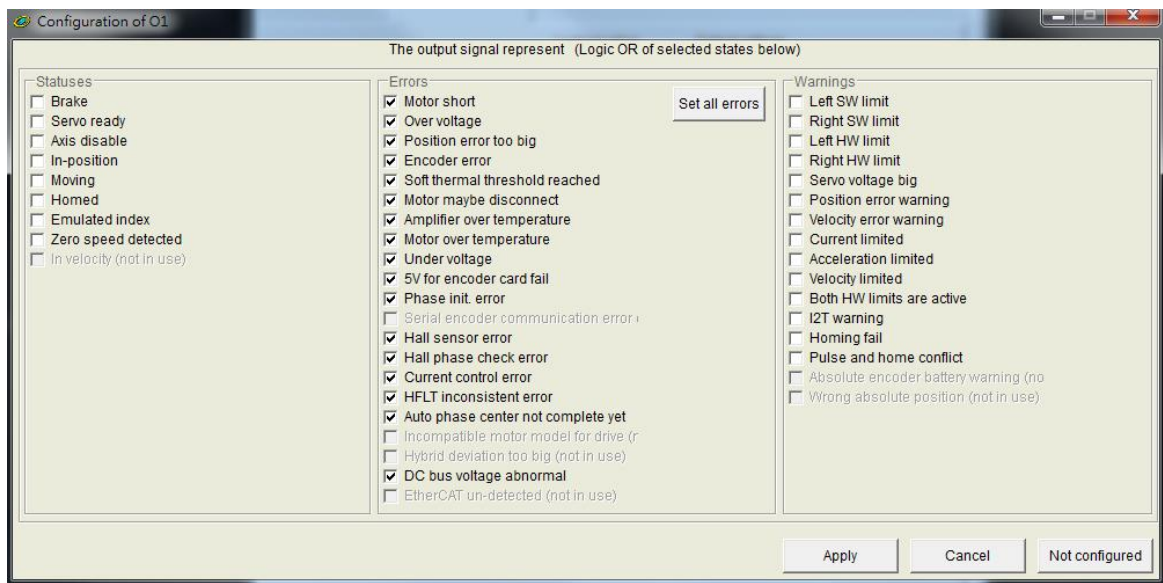 Configuration of O1
The output signal represent (Logic OR of selected states below)
Statuses
Brake
Servo ready
Axis disable
In-position
Moving
Homed
Emulated index
Zero speed detected
In velocity (not in use)
Errors
Set all errors
Motor short
Over voltage
Position error too big
Encoder error
Soft thermal threshold reached
Motor maybe disconnect
Amplifier over temperature
Motor over temperature
Under voltage
5V for encoder card fail
Phase init. error
Serial encoder communication error
Hall sensor error
Hall phase check error
Current control error
HFLT inconsistent error
Auto phase center not complete yet
Incompatible motor model for drive
Hybrid deviation too big (not in use)
DC bus voltage abnormal
EtherCAT un-detected (not in use)
Warnings
Left SW limit
Right SW limit
Left HW limit
Right HW limit
Servo voltage big
Position error warning
Velocity error warning
Current limited
Acceleration limited
Velocity limited
Both HW limits are active
I2T warning
Homing fail
Pulse and home conflict
Absolute encoder battery warning (no
Wrong absolute position (not in use)
Apply
Cancel
Not configured